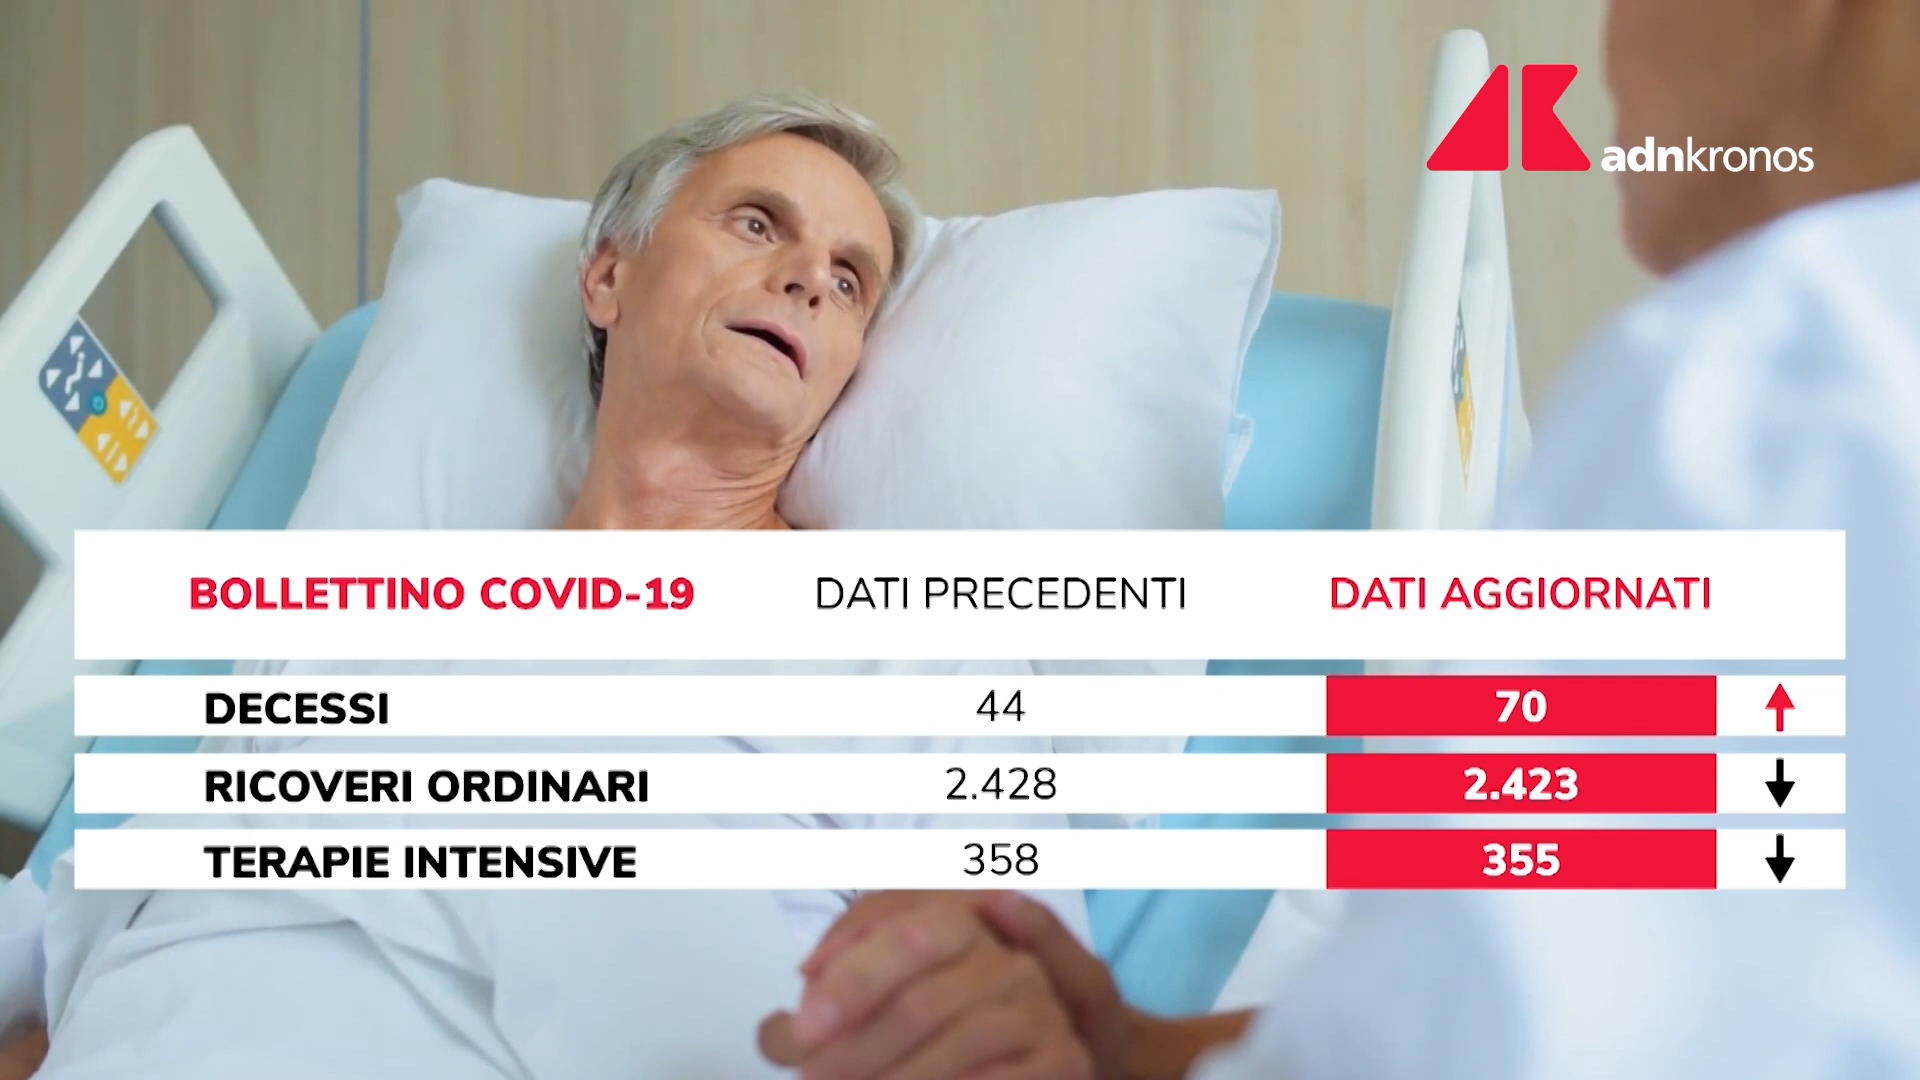 adnkronos
BOLLETTINO COVID-19 DATI PRECEDENTI DATI AGGIORNATI
DECESSI 44 70
RICOVERI ORDINARI 2.428 2.423
TERAPIE INTENSIVE 358 355